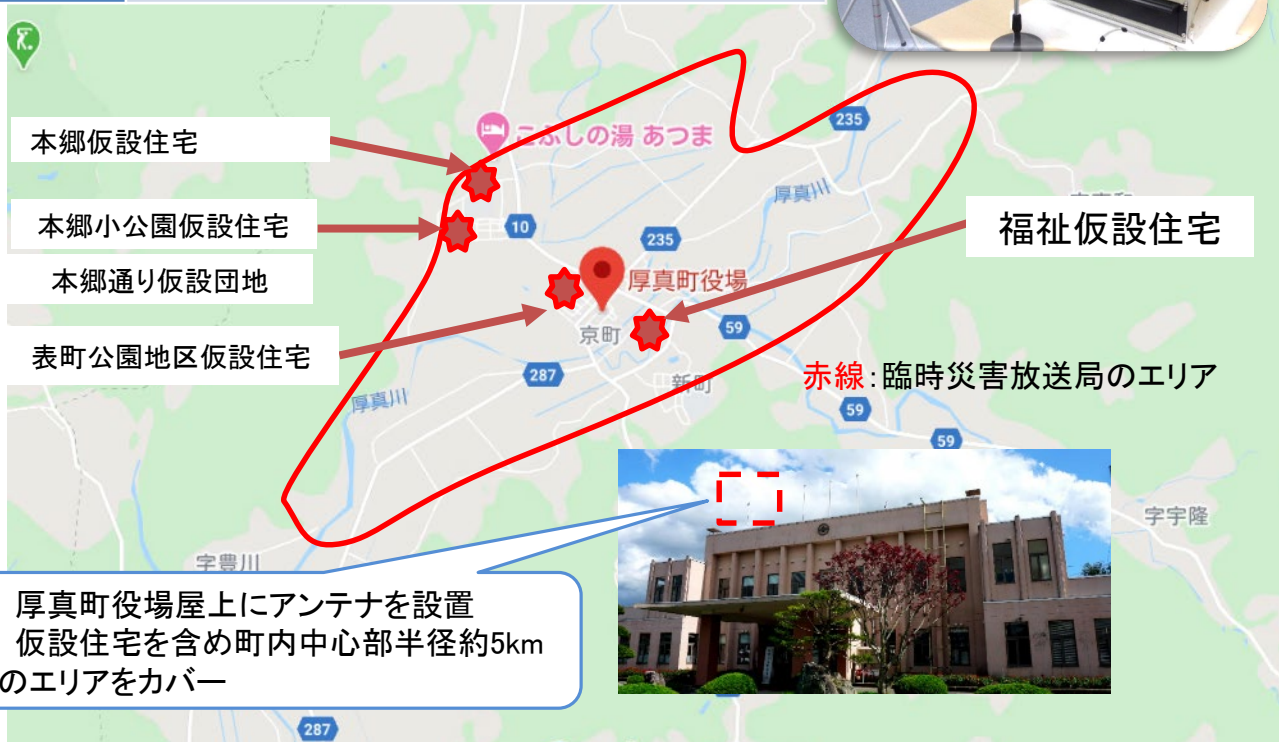 こぶしの湯 あつま
235
本郷仮設住宅
厚真川
本郷小公園仮設住宅
10
235
福祉仮設住宅
本郷通り仮設団地
厚真町役場
京町
59
表町公園地区仮設住宅
287
新町
赤線:臨時災害放送局のエリア
厚真川
59
59
字宇隆
字豊川
厚真町役場屋上にアンテナを設置
仮設住宅を含め町内中心部半径約5km
のエリアをカバー
287